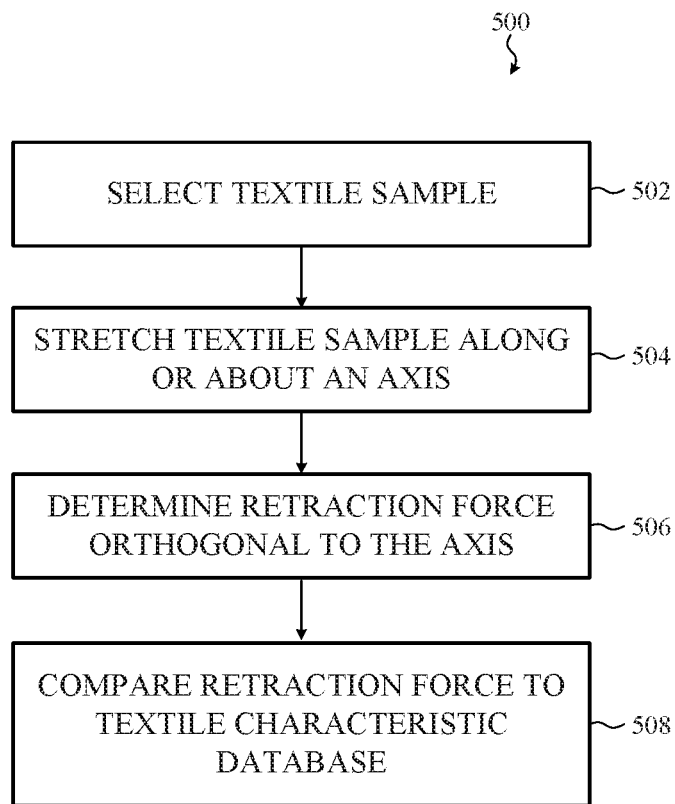 500
SELECT TEXTILE SAMPLE
502
STRETCH TEXTILE SAMPLE ALONG
OR ABOUT AN AXIS
504
DETERMINE RETRACTION FORCE
ORTHOGONAL TO THE AXIS
506
COMPARE RETRACTION FORCE TO
TEXTILE CHARACTERISTIC
DATABASE
508